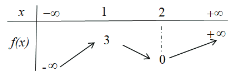 x -∞ 1 2 +∞
f(x) 3 +∞
-∞ 0